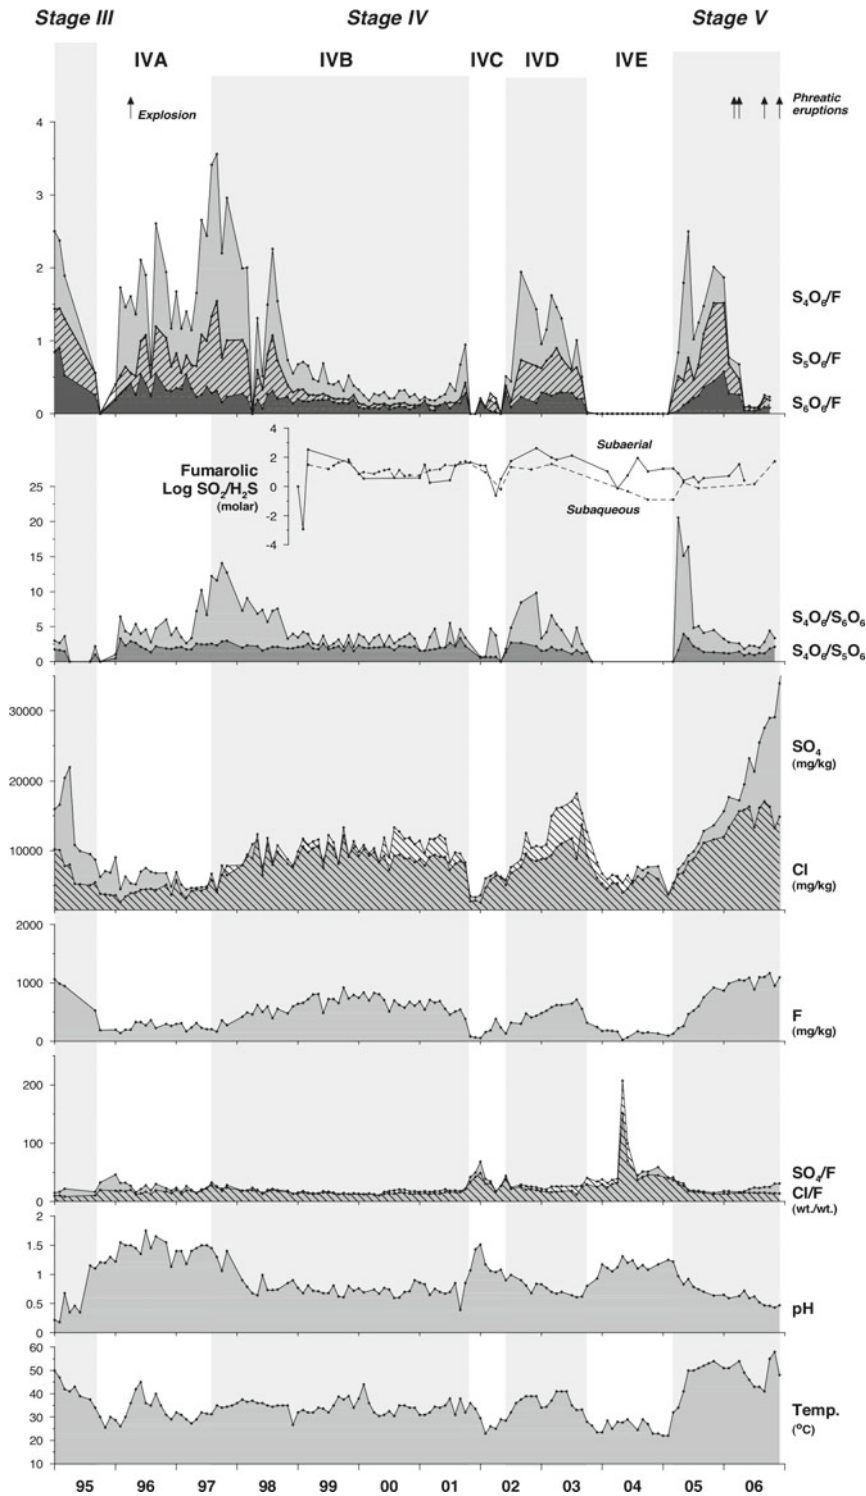 Stage III Stage IV Stage V
IVA IVB IVC IVD IVE
Explosion
Phreatic
eruptions
4
3
2
1
0
S4O6/F
S5O6/F
S6O6/F
Fumarolic
Log SO2/H2S
(molar)
4
2
0
-2
-4
Subaerial
Subaqueous
25
20
15
10
5
0
S4O6/S6O6
S4O6/S5O6
30000
20000
10000
SO4
(mg/kg)
Cl
(mg/kg)
2000
1000
0
F
(mg/kg)
200
100
0
SO4/F
Cl/F
(wt./wt.)
2
1.5
1
0.5
0
pH
60
50
40
30
20
10
Temp.
(°C)
95 96 97 98 99 00 01 02 03 04 05 06